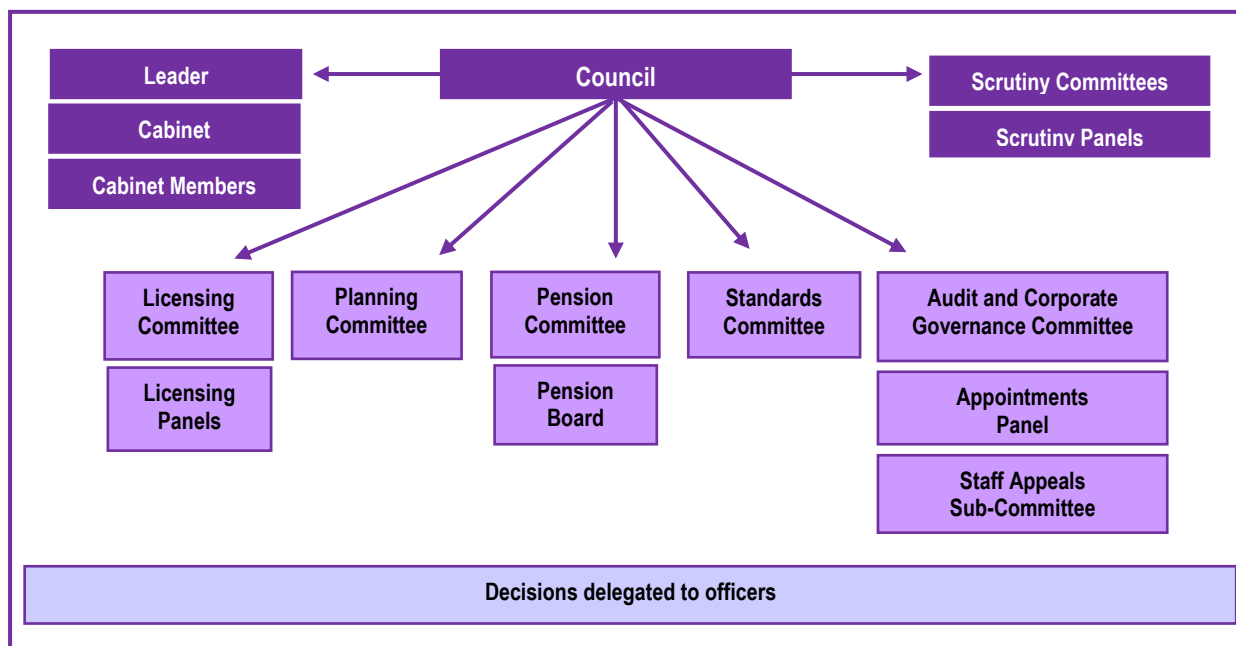 Leader
Council
Scrutiny Committees
Cabinet
Scrutiny Panels
Cabinet Members
Licensing
Committee
Planning
Committee
Pension
Committee
Standards
Committee
Audit and Corporate
Governance Committee
Licensing
Panels
Pension
Board
Appointments
Panel
Staff Appeals
Sub-Committee
Decisions delegated to officers